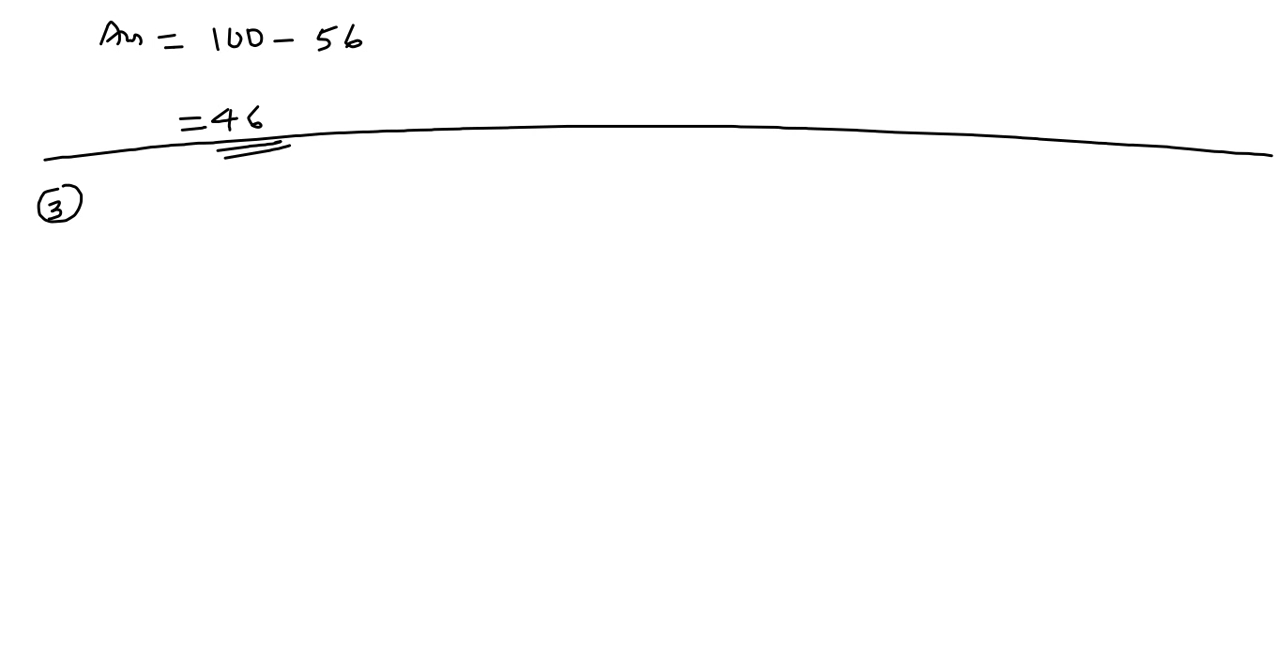 Ans = 100 - 56
= 46
3